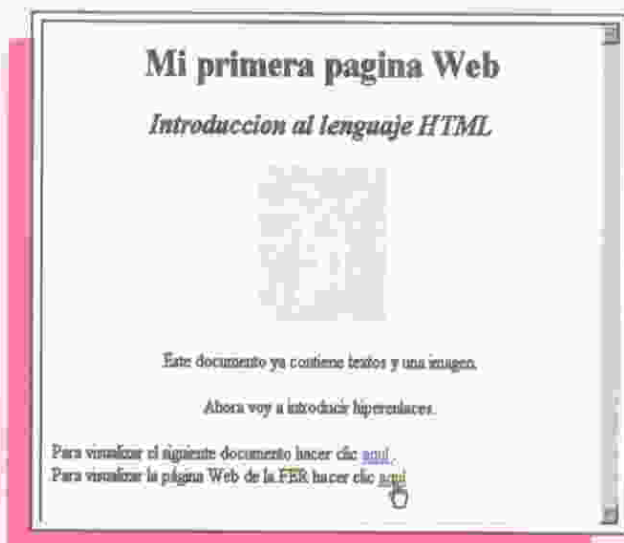 Mi primera pagina Web
Introduccion al lenguaje HTML
Este documento ya contiene textos y una imagen.
Ahora voy a introducir hiperenlaces.
Para visualizar el siguiente documento hacer clic aqui.
Para visualizar la página Web de la FER hacer clic aqui